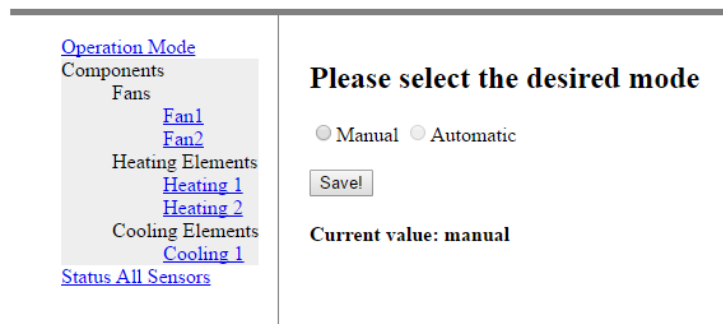 Operation Mode
Components
Fans
Fan1
Fan2
Heating Elements
Heating 1
Heating 2
Cooling Elements
Cooling 1
Status All Sensors
Please select the desired mode
Manual Automatic
Save!
Current value: manual